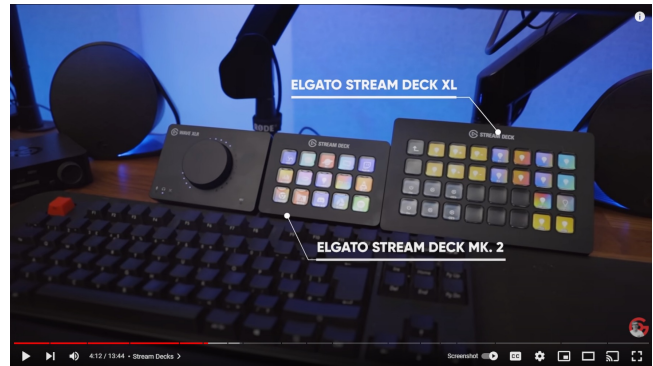 ELGATO STREAM DECK XL
WAVE XLR
STREAM DECK
STREAM DECK
ELGATO STREAM DECK MK. 2
4:12 / 13:44 • Stream Decks >
Screenshot
CC